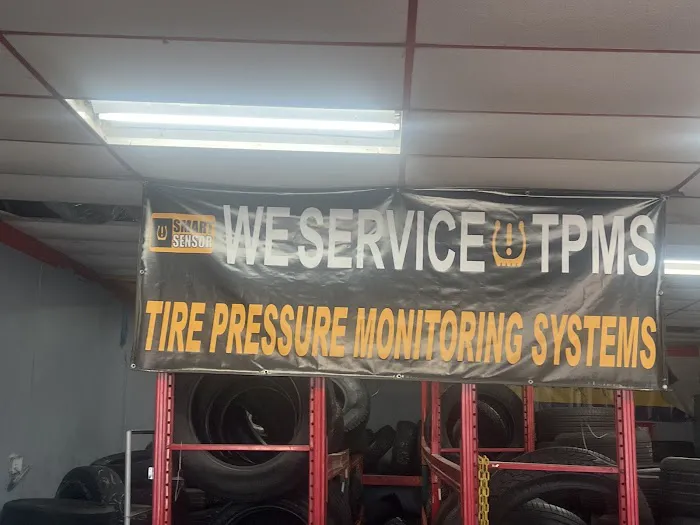 SMART
SENSOR
WE SERVICE TPMS
TIRE PRESSURE MONITORING SYSTEMS